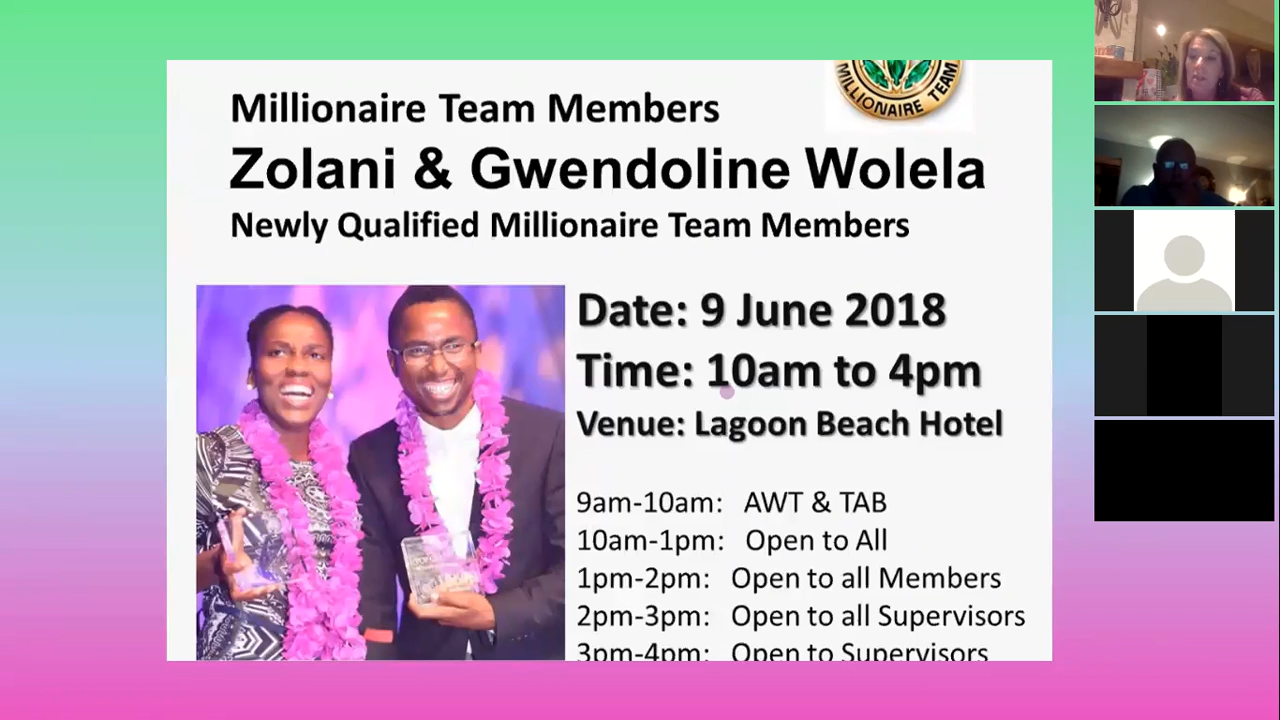 MILLIONAIRE TEAM
Millionaire Team Members
Zolani & Gwendoline Wolela
Newly Qualified Millionaire Team Members
Date: 9 June 2018
Time: 10am to 4pm
Venue: Lagoon Beach Hotel
9am-10am: AWT & TAB
10am-1pm: Open to All
1pm-2pm: Open to all Members
2pm-3pm: Open to all Supervisors
3pm-4pm: Open to Supervisors